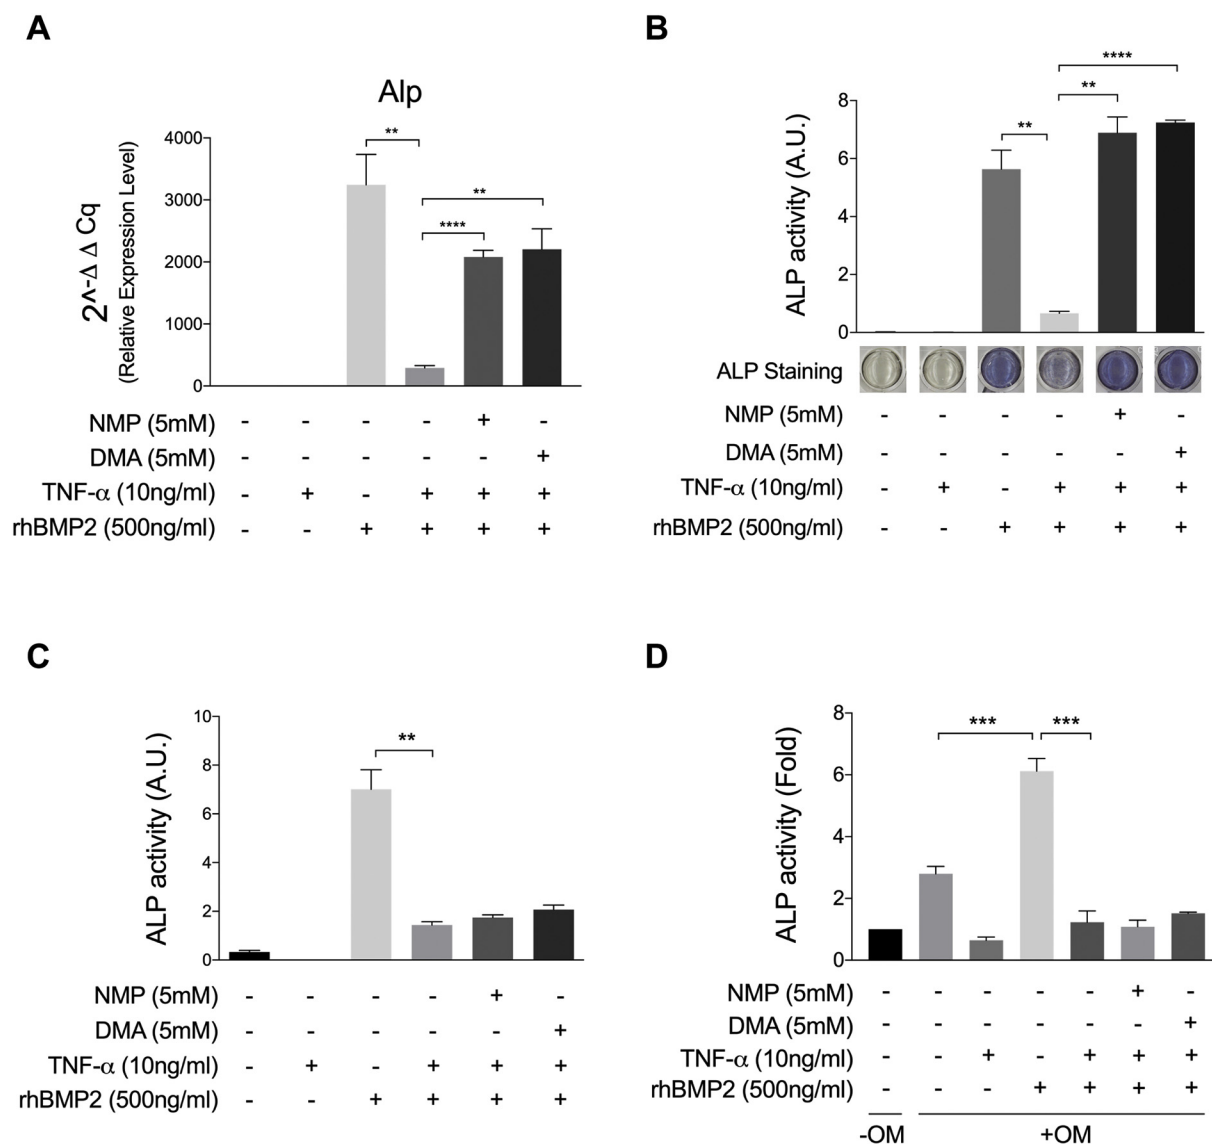 A
Alp
2^-Δ Δ Cq
(Relative Expression Level)
4000
3000
2000
1000
0
**
**
****
NMP (5mM) - - - - + -
DMA (5mM) - - - - - +
TNF-α (10ng/ml) - + - + + +
rhBMP2 (500ng/ml) - - + + + +
B
ALP activity (A.U.)
8
6
4
2
0
****
**
**
ALP Staining
NMP (5mM) - - - - + -
DMA (5mM) - - - - - +
TNF-α (10ng/ml) - + - + + +
rhBMP2 (500ng/ml) - - + + + +
C
ALP activity (A.U.)
10
8
6
4
2
0
**
NMP (5mM) - - - - + -
DMA (5mM) - - - - - +
TNF-α (10ng/ml) - + - + + +
rhBMP2 (500ng/ml) - - + + + +
D
ALP activity (Fold)
8
6
4
2
0
*** ***
NMP (5mM) - - - - - + -
DMA (5mM) - - - - - - +
TNF-α (10ng/ml) - - + - + + +
rhBMP2 (500ng/ml) - - - + + + +
-OM +OM